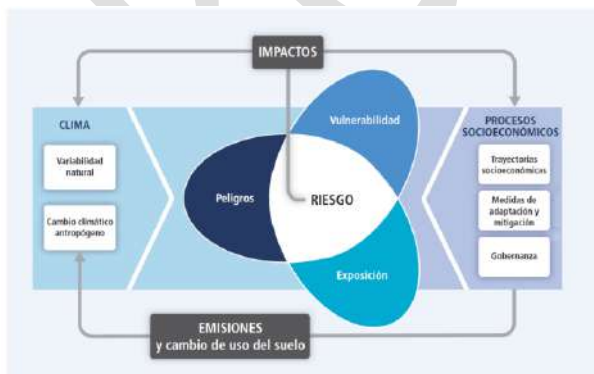 IMPACTOS
CLIMA
Variabilidad
natural
Cambio climático
antropógeno
Peligros
Vulnerabilidad
RIESGO
Exposición
PROCESOS
SOCIOECONÓMICOS
Trayectorias
socioeconómicas
Medidas de
adaptación y
mitigación
Gobernanza
EMISIONES
y cambio de uso del suelo